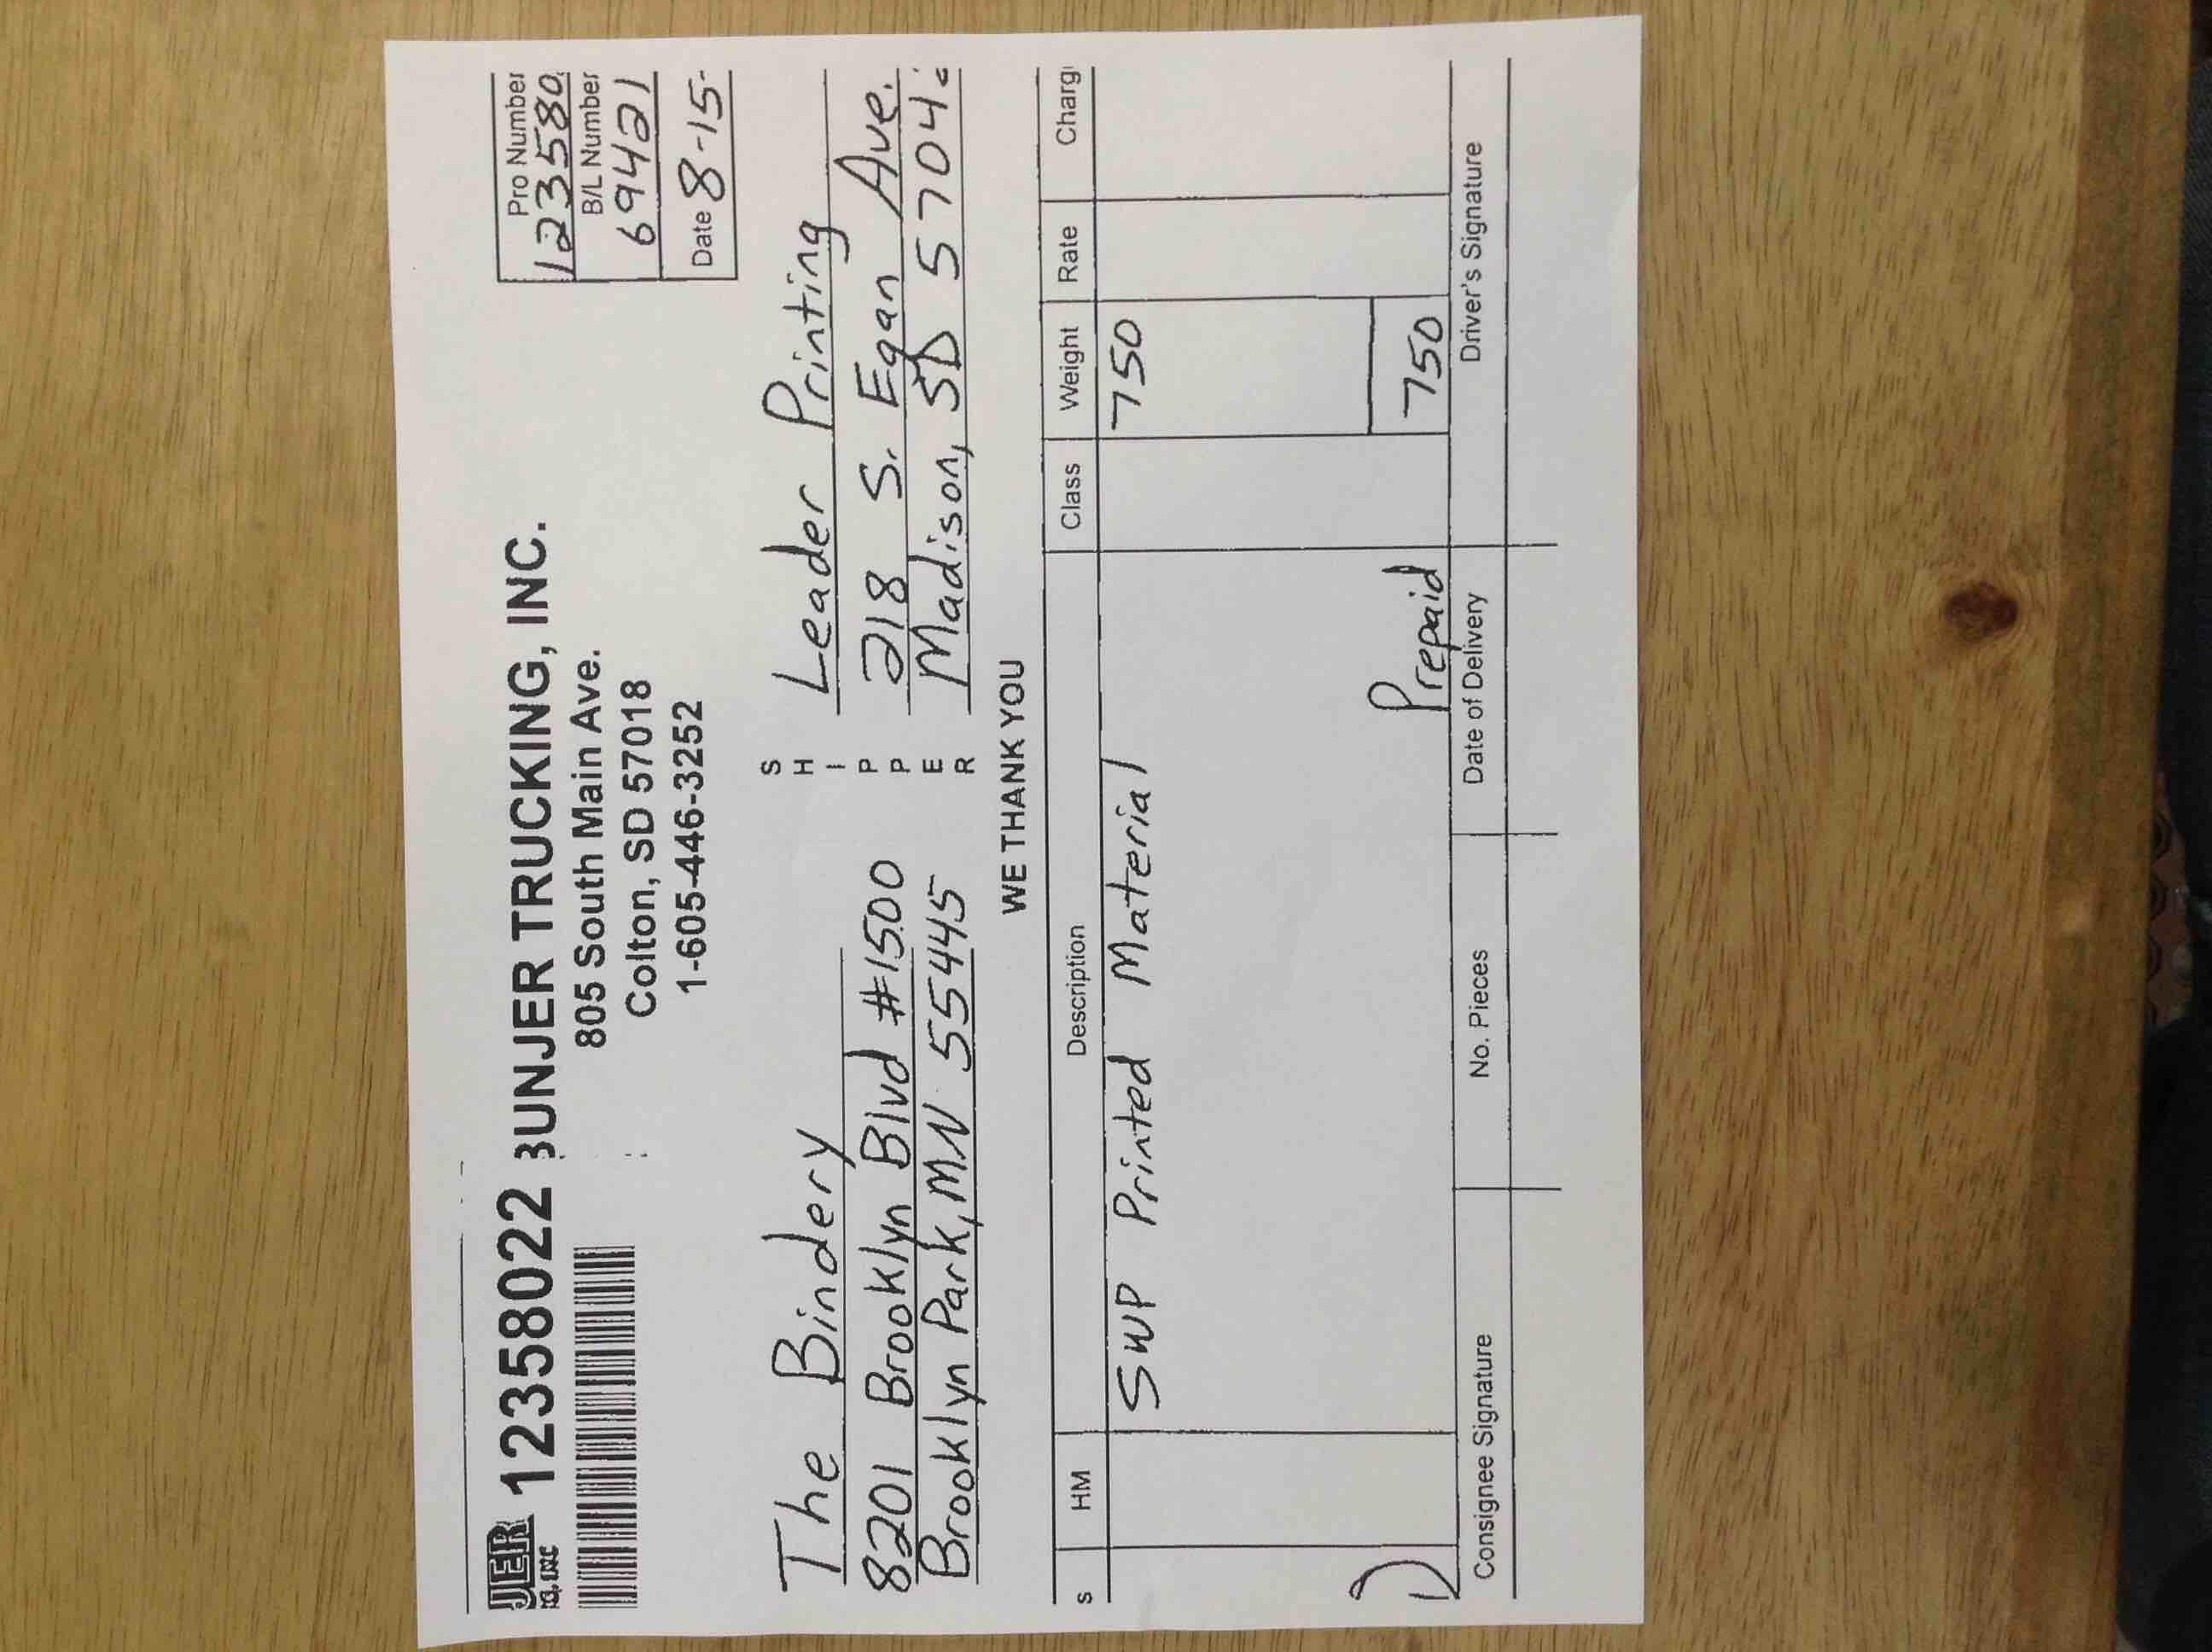 JER 12358022 BUNJER TRUCKING, INC.
805 South Main Ave.
Colton, SD 57018
1-605-446-3252
Pro Number
1235802
B/L Number
69421
Date 8-15-
The Bindery
8201 Brooklyn Blvd #1500
Brooklyn Park, MN 55445
SHIPPER
Leader Printing
218 S. Egan Ave.
Madison, SD 57042
WE THANK YOU
s HM Description Class Weight Rate Charg
SWP Printed Material 750
Prepaid 750
Consignee Signature No. Pieces Date of Delivery Driver's Signature